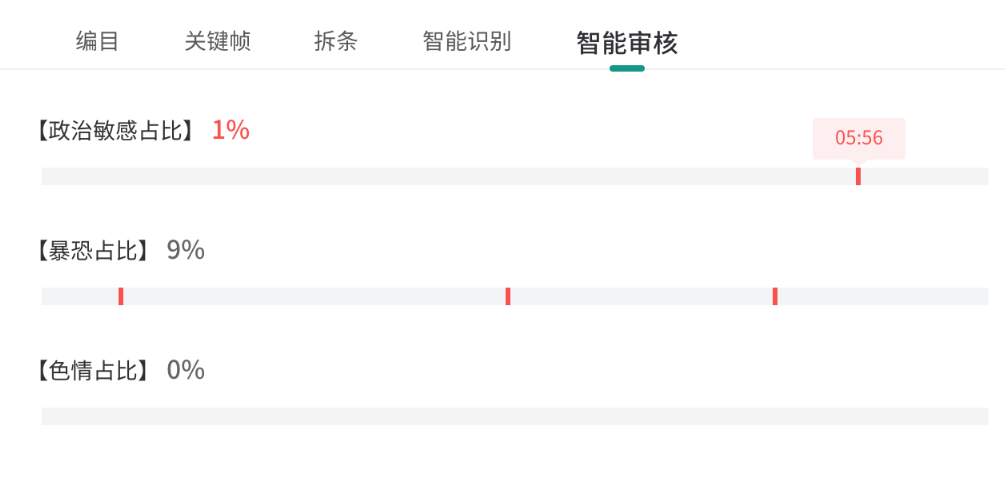 编目 关键帧 拆条 智能识别 智能审核
【政治敏感占比】 1%
05:56
【暴恐占比】 9%
【色情占比】 0%